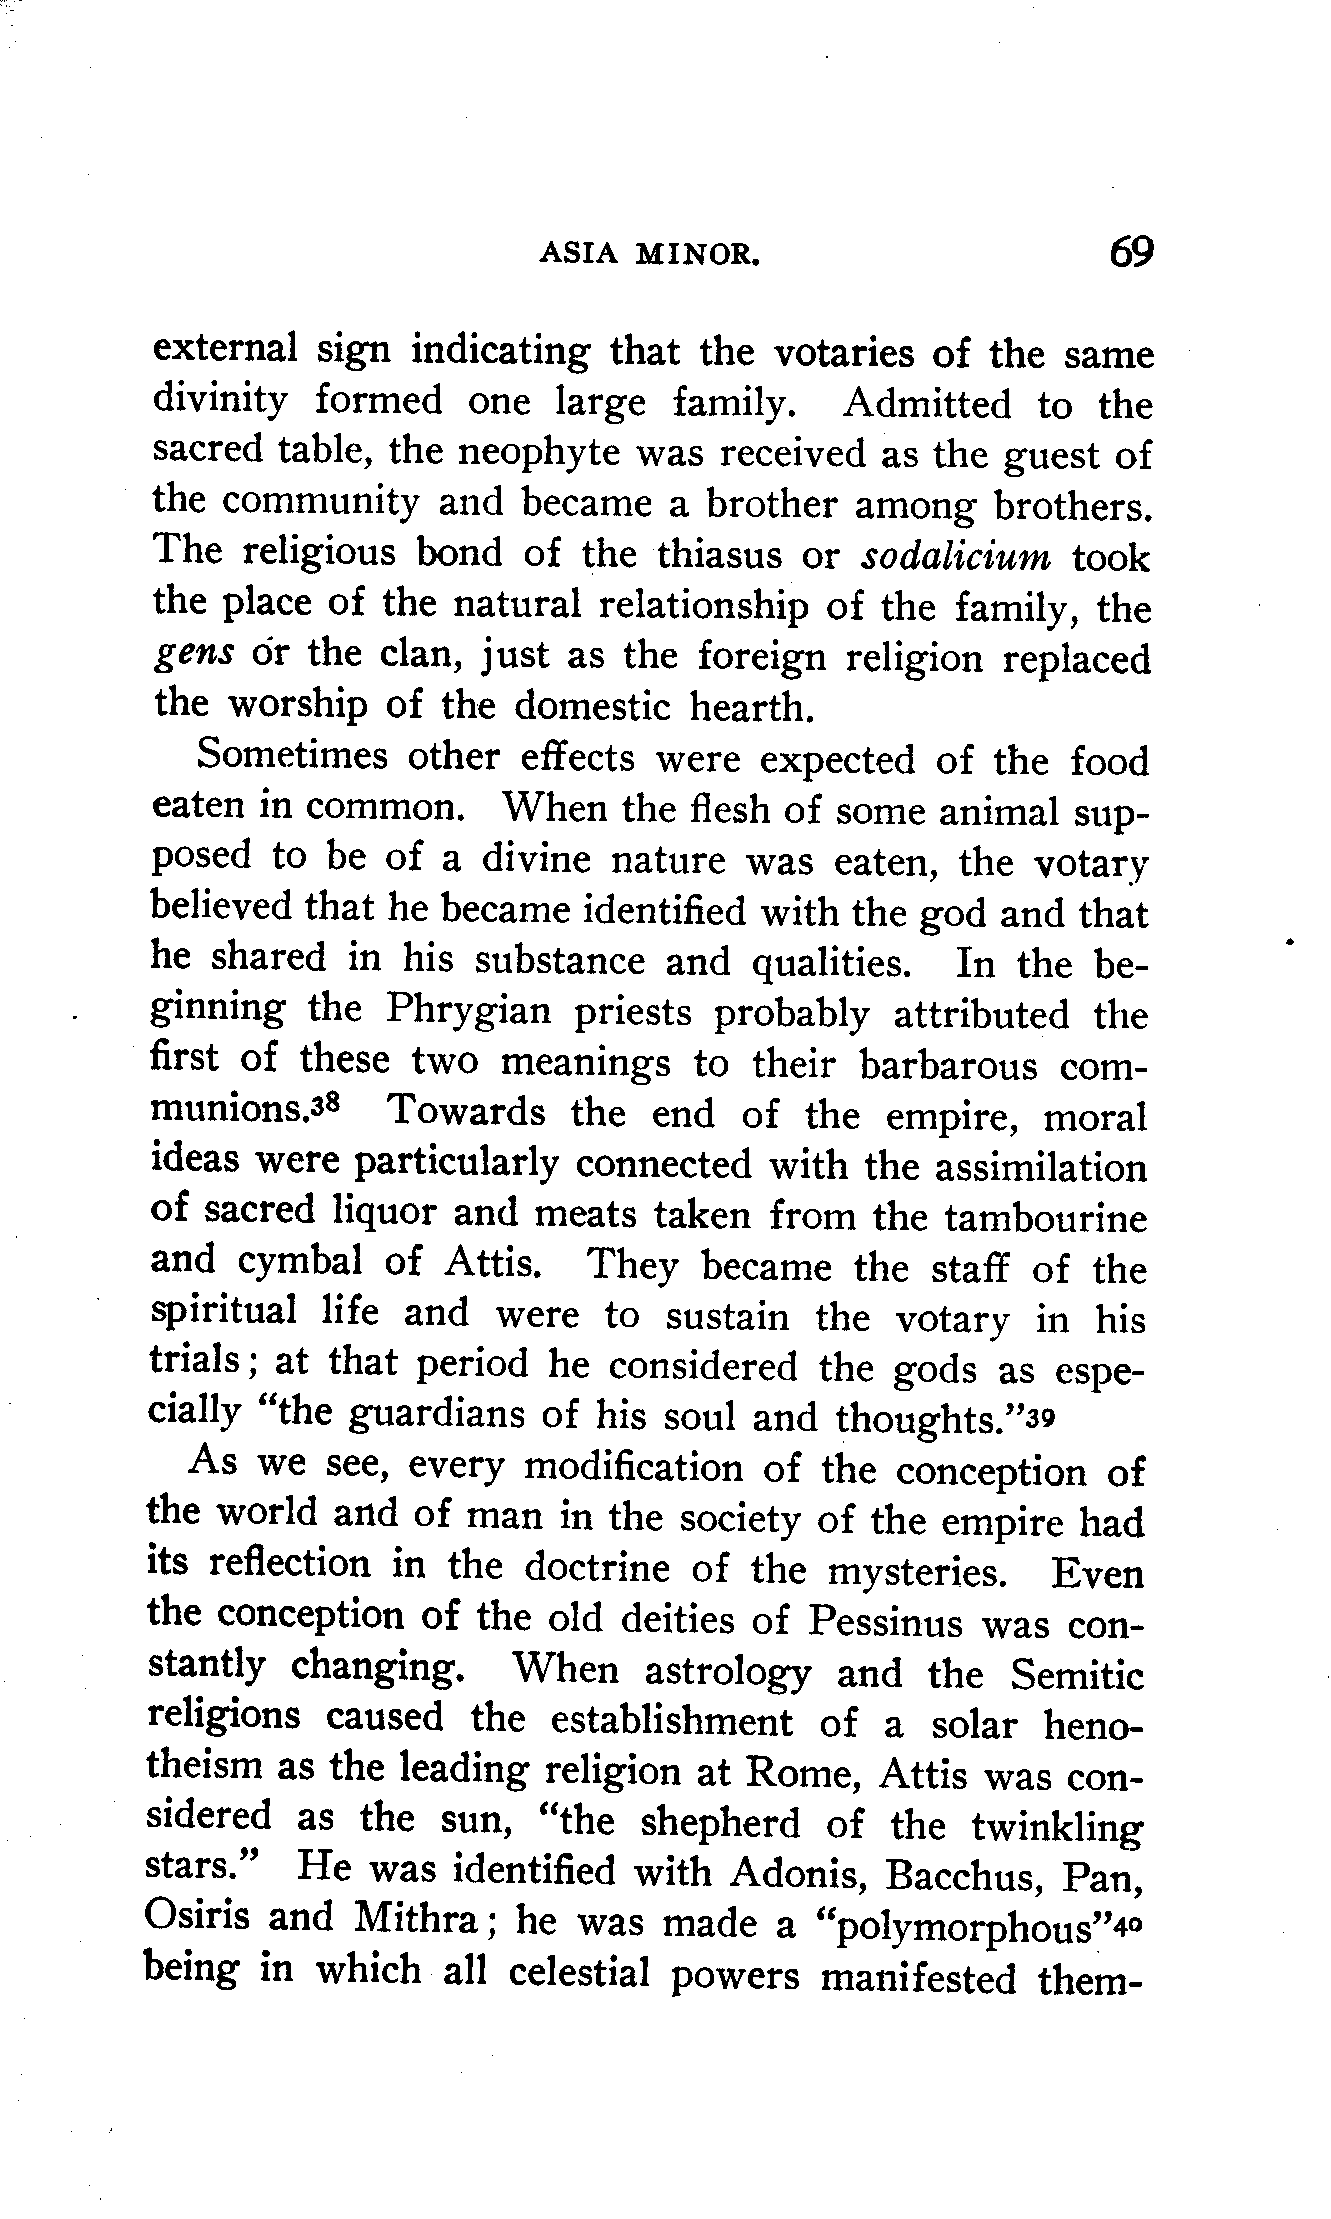 ASIA MINOR. 69
external sign indicating that the votaries of the same
divinity formed one large family. Admitted to the
sacred table, the neophyte was received as the guest of
the community and became a brother among brothers.
The religious bond of the thiasus or sodalicium took
the place of the natural relationship of the family, the
gens or the clan, just as the foreign religion replaced
the worship of the domestic hearth.
Sometimes other effects were expected of the food
eaten in common. When the flesh of some animal sup-
posed to be of a divine nature was eaten, the votary
believed that he became identified with the god and that
he shared in his substance and qualities. In the be-
ginning the Phrygian priests probably attributed the
first of these two meanings to their barbarous com-
munions.38 Towards the end of the empire, moral
ideas were particularly connected with the assimilation
of sacred liquor and meats taken from the tambourine
and cymbal of Attis. They became the staff of the
spiritual life and were to sustain the votary in his
trials; at that period he considered the gods as espe-
cially “the guardians of his soul and thoughts.”39
As we see, every modification of the conception of
the world and of man in the society of the empire had
its reflection in the doctrine of the mysteries. Even
the conception of the old deities of Pessinus was con-
stantly changing. When astrology and the Semitic
religions caused the establishment of a solar heno-
theism as the leading religion at Rome, Attis was con-
sidered as the sun, “the shepherd of the twinkling
stars.” He was identified with Adonis, Bacchus, Pan,
Osiris and Mithra; he was made a “polymorphous”40
being in which all celestial powers manifested them-